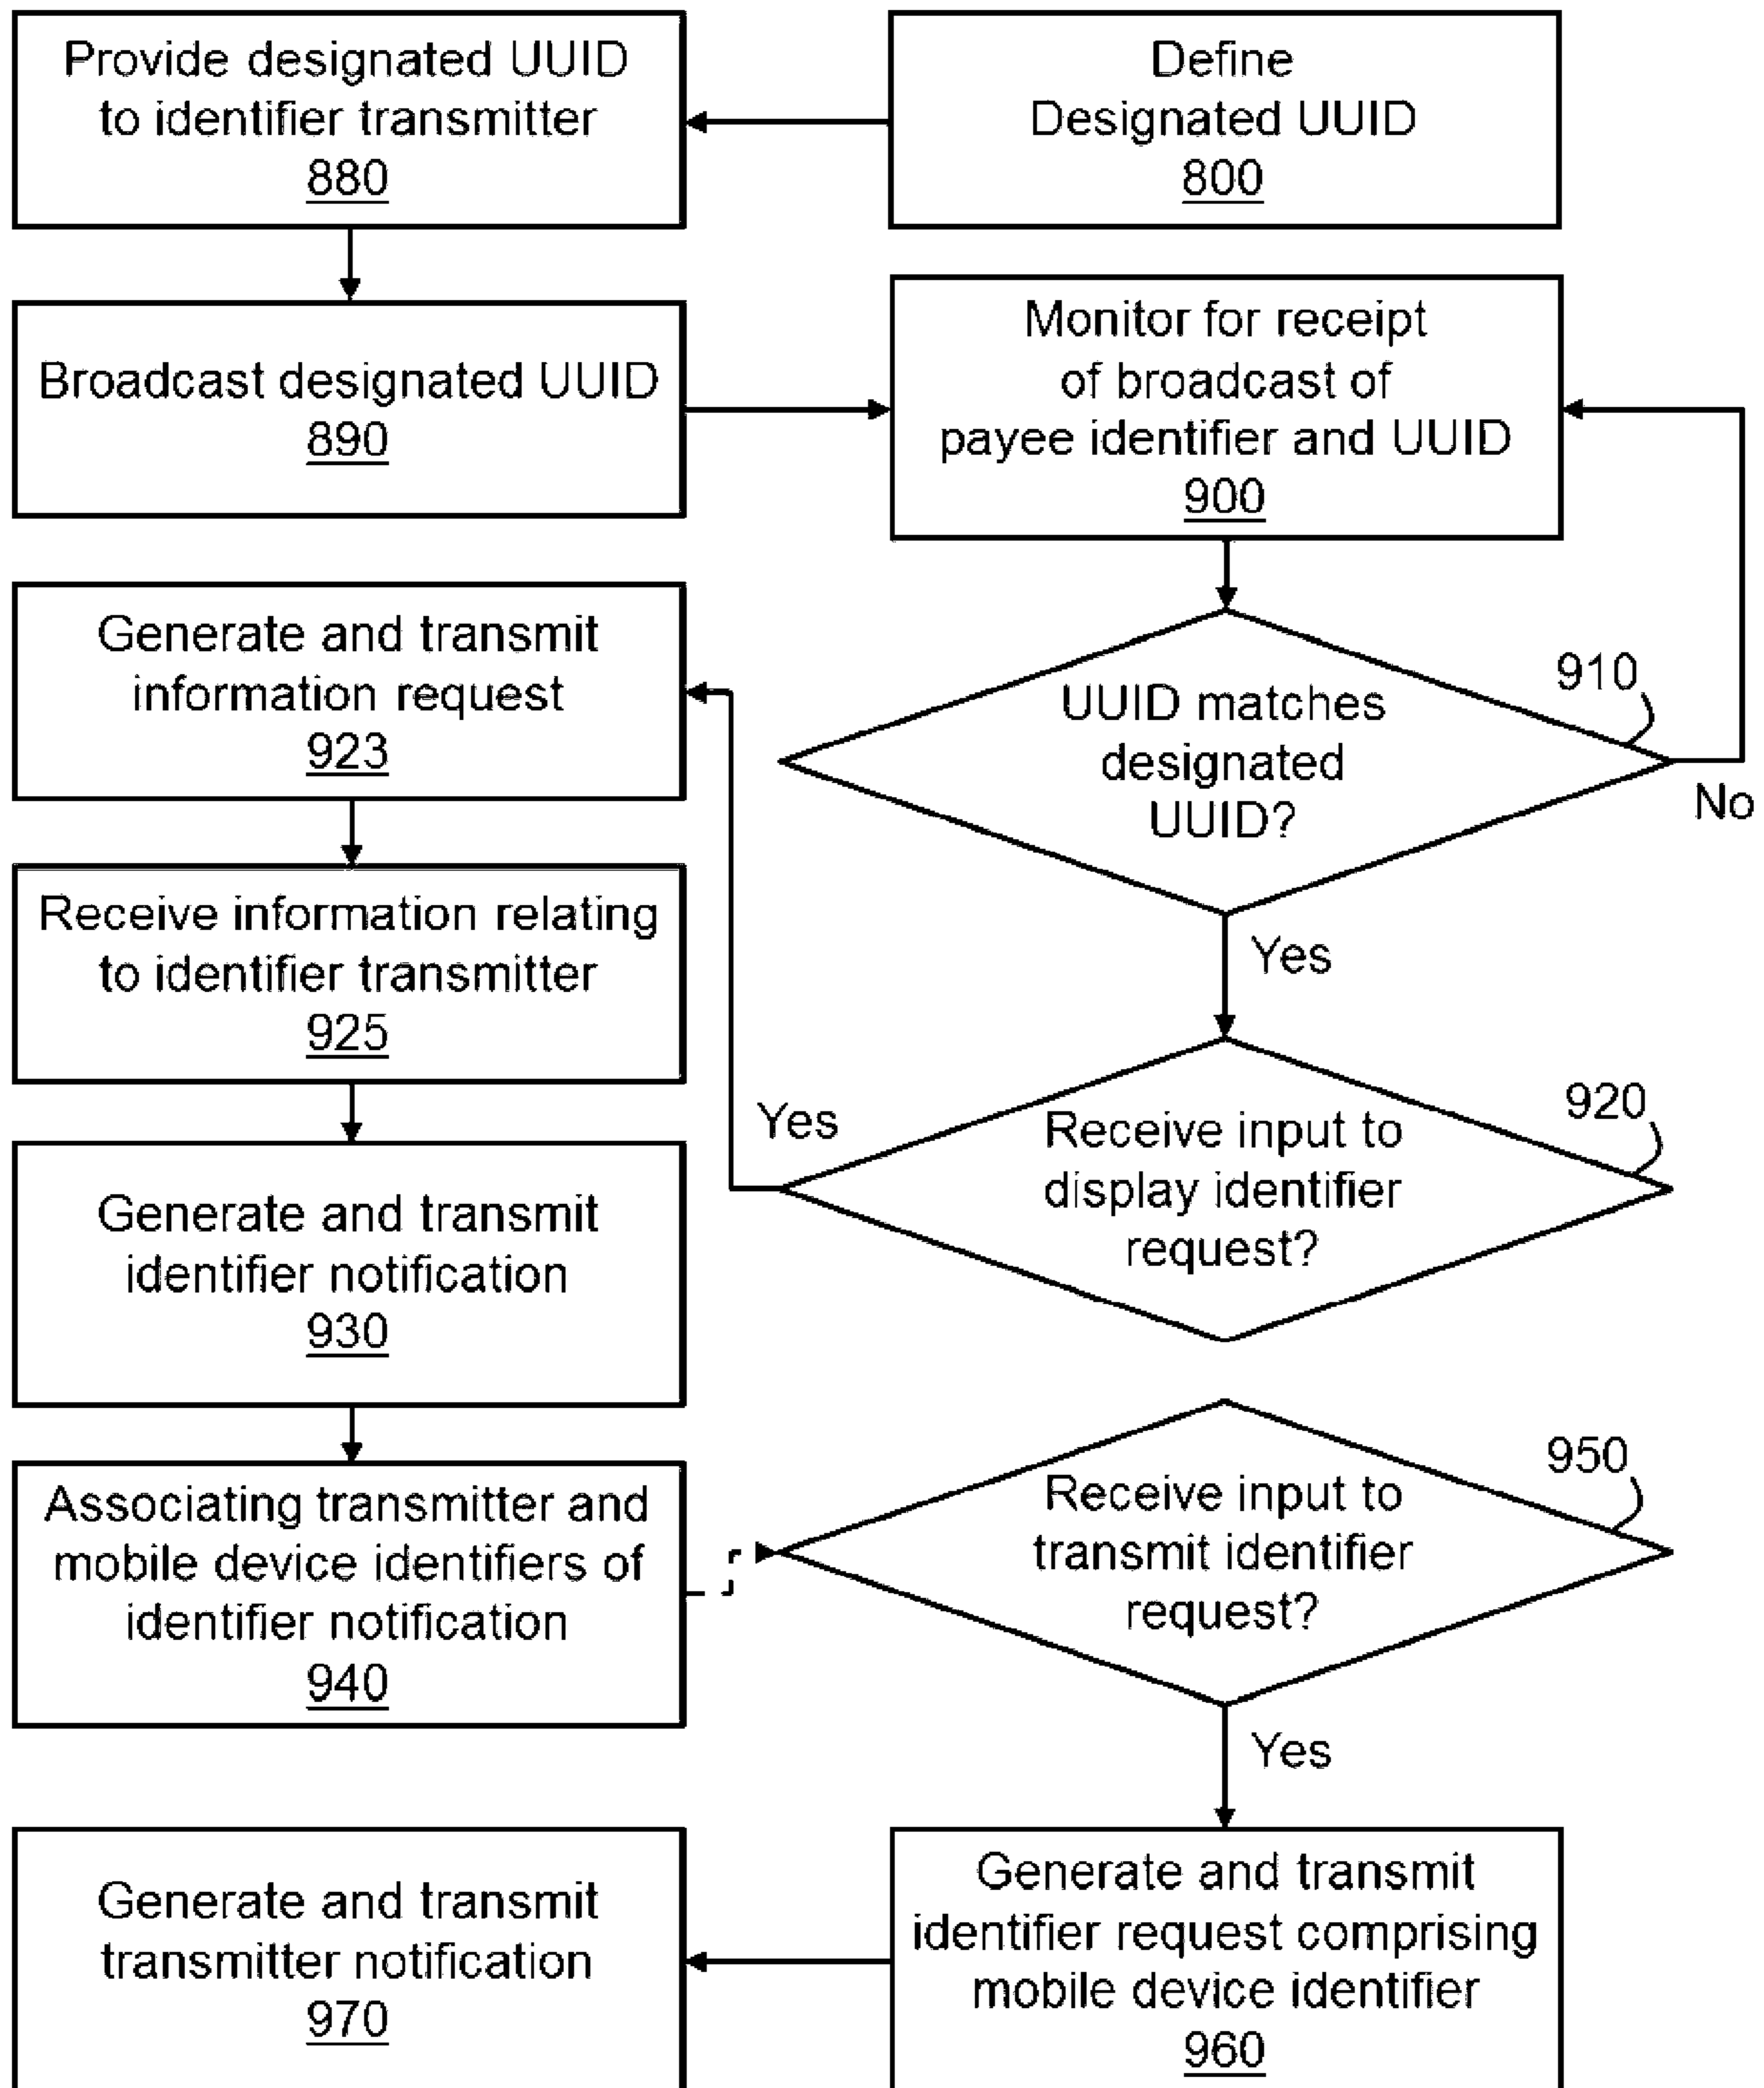 Provide designated UUID
to identifier transmitter
880
Define
Designated UUID
800
Broadcast designated UUID
890
Monitor for receipt
of broadcast of
payee identifier and UUID
900
Generate and transmit
information request
923
UUID matches
designated
UUID?
910
No
Yes
Receive information relating
to identifier transmitter
925
Receive input to
display identifier
request?
920
Yes
Generate and transmit
identifier notification
930
Associating transmitter and
mobile device identifiers of
identifier notification
940
Receive input to
transmit identifier
request?
950
Yes
Generate and transmit
identifier request comprising
mobile device identifier
960
Generate and transmit
transmitter notification
970